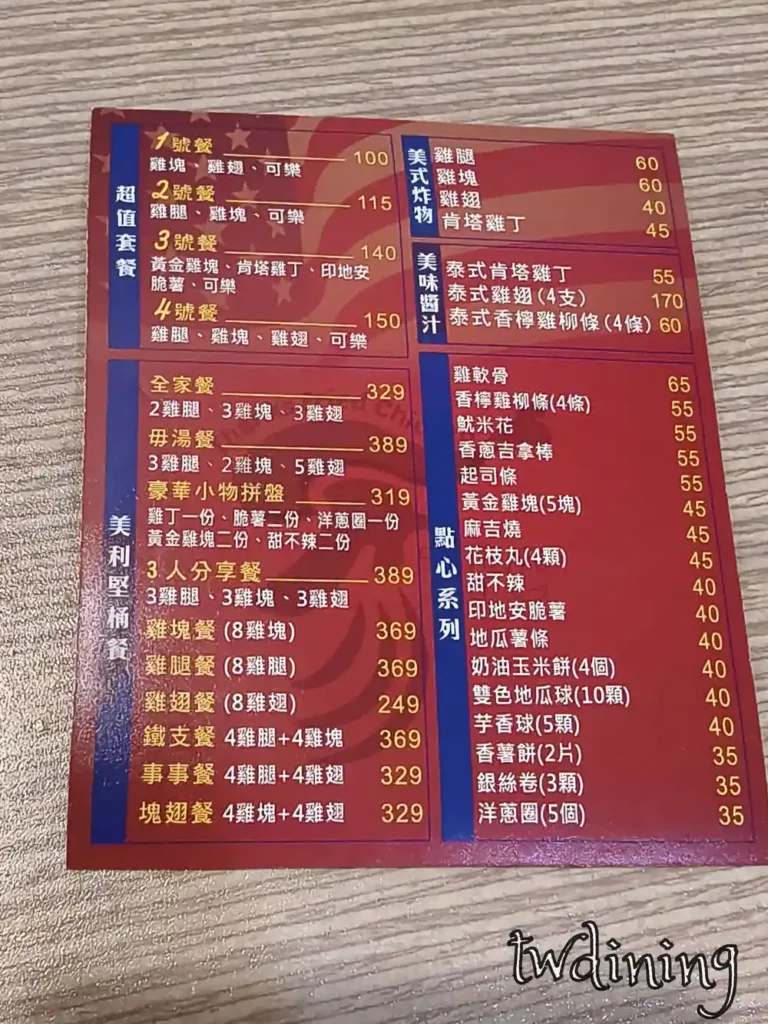 超值套餐
1號餐 100
雞塊、雞翅、可樂
2號餐 115
雞腿、雞塊、可樂
3號餐 140
黃金雞塊、肯塔雞丁、印地安
脆薯、可樂
4號餐 150
雞腿、雞塊、雞翅、可樂
美利堅桶餐
全家餐 329
2雞腿、3雞塊、3雞翅
毋湯餐 389
3雞腿、2雞塊、5雞翅
豪華小物拼盤 319
雞丁一份、脆薯二份、洋蔥圈一份
黃金雞塊二份、甜不辣二份
3人分享餐 389
3雞腿、3雞塊、3雞翅
雞塊餐 (8雞塊) 369
雞腿餐 (8雞腿) 369
雞翅餐 (8雞翅) 249
鐵支餐 4雞腿+4雞塊 369
事事餐 4雞腿+4雞翅 329
塊翅餐 4雞塊+4雞翅 329
美式炸物
雞腿 60
雞塊 60
雞翅 40
肯塔雞丁 45
美味醬汁
泰式肯塔雞丁 55
泰式雞翅(4支) 170
泰式香檸雞柳條(4條) 60
點心系列
雞軟骨 65
香檸雞柳條(4條) 55
魷米花 55
香蔥吉拿棒 55
起司條 55
黃金雞塊(5塊) 45
麻吉燒 45
花枝丸(4顆) 45
甜不辣 40
印地安脆薯 40
地瓜薯條 40
奶油玉米餅(4個) 40
雙色地瓜球(10顆) 40
芋香球(5顆) 40
香薯餅(2片) 35
銀絲卷(3顆) 35
洋蔥圈(5個) 35
twdining